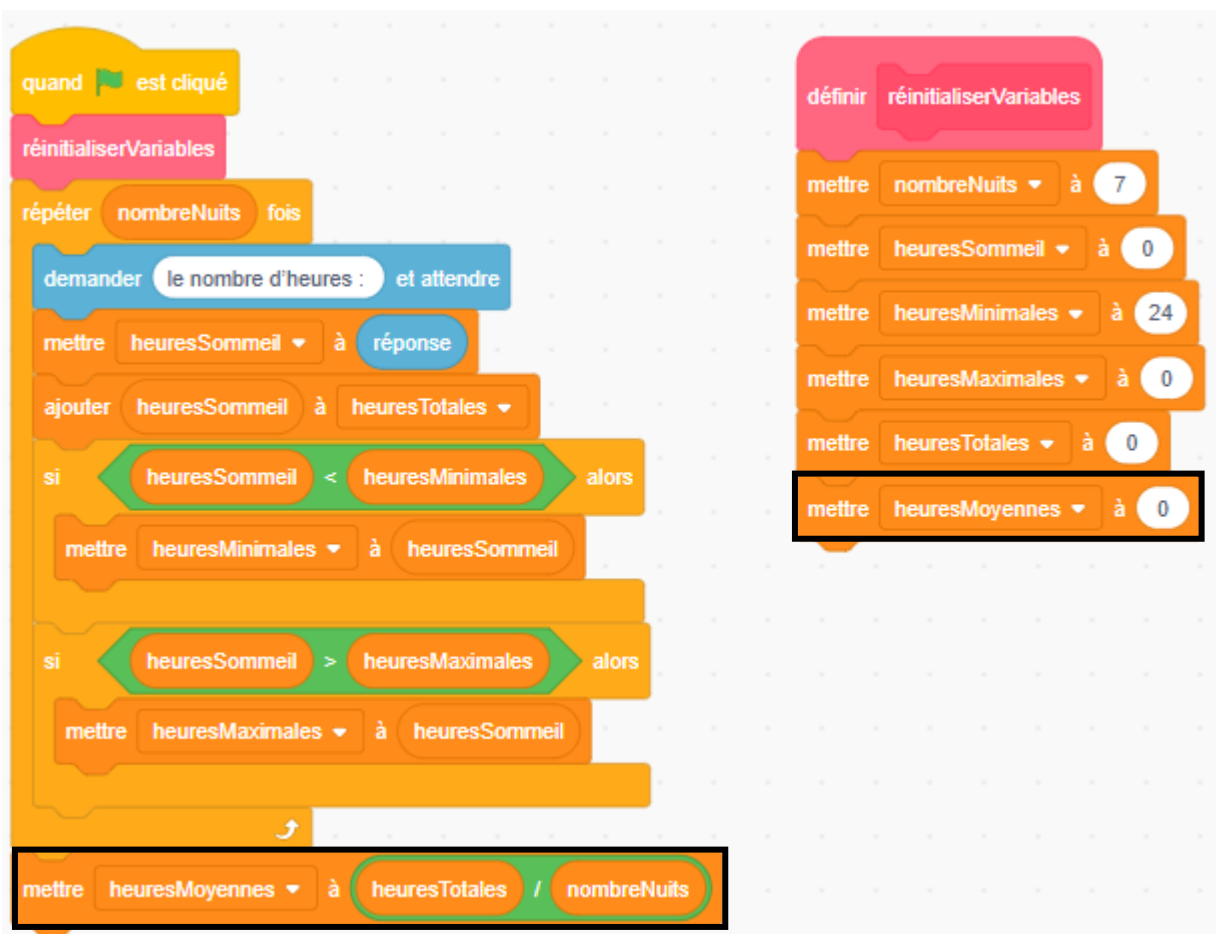 quand est cliqué
réinitialiserVariables
répéter nombreNuits fois
demander le nombre d'heures : et attendre
mettre heuresSommeil à réponse
ajouter heuresSommeil à heuresTotales
si heuresSommeil < heuresMinimales alors
mettre heuresMinimales à heuresSommeil
si heuresSommeil > heuresMaximales alors
mettre heuresMaximales à heuresSommeil
mettre heuresMoyennes à heuresTotales / nombreNuits
définir réinitialiserVariables
mettre nombreNuits à 7
mettre heuresSommeil à 0
mettre heuresMinimales à 24
mettre heuresMaximales à 0
mettre heuresTotales à 0
mettre heuresMoyennes à 0